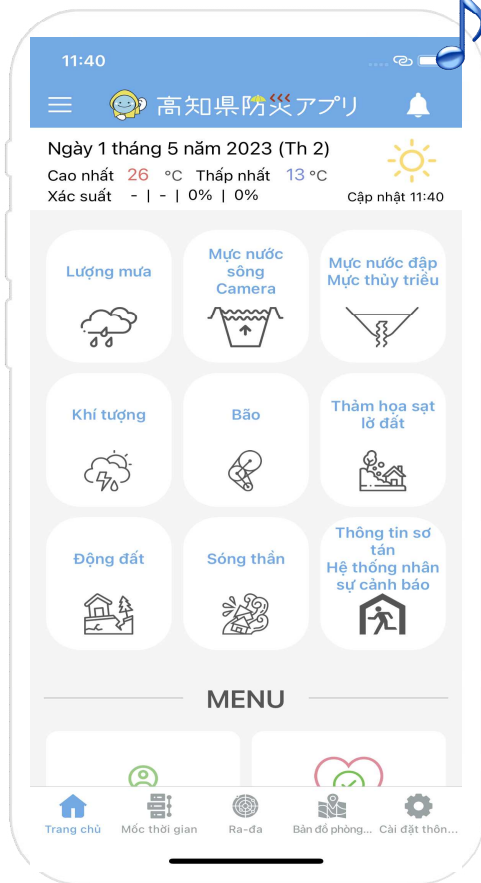 11:40
高知県防災アプリ
Ngày 1 tháng 5 năm 2023 (Th 2)
Cao nhất 26 °C Thấp nhất 13 °C
Xác suất - | - | 0% | 0%
Cập nhật 11:40
Lượng mưa
Mực nước
sông
Camera
Mực nước đập
Mực thủy triều
Khí tượng
Bão
Thảm họa sạt
lở đất
Động đất
Sóng thần
Thông tin sơ
tán
Hệ thống nhân
sự cảnh báo
MENU
Trang chủ
Mốc thời gian
Ra-đa
Bản đồ phòng...
Cài đặt thôn...